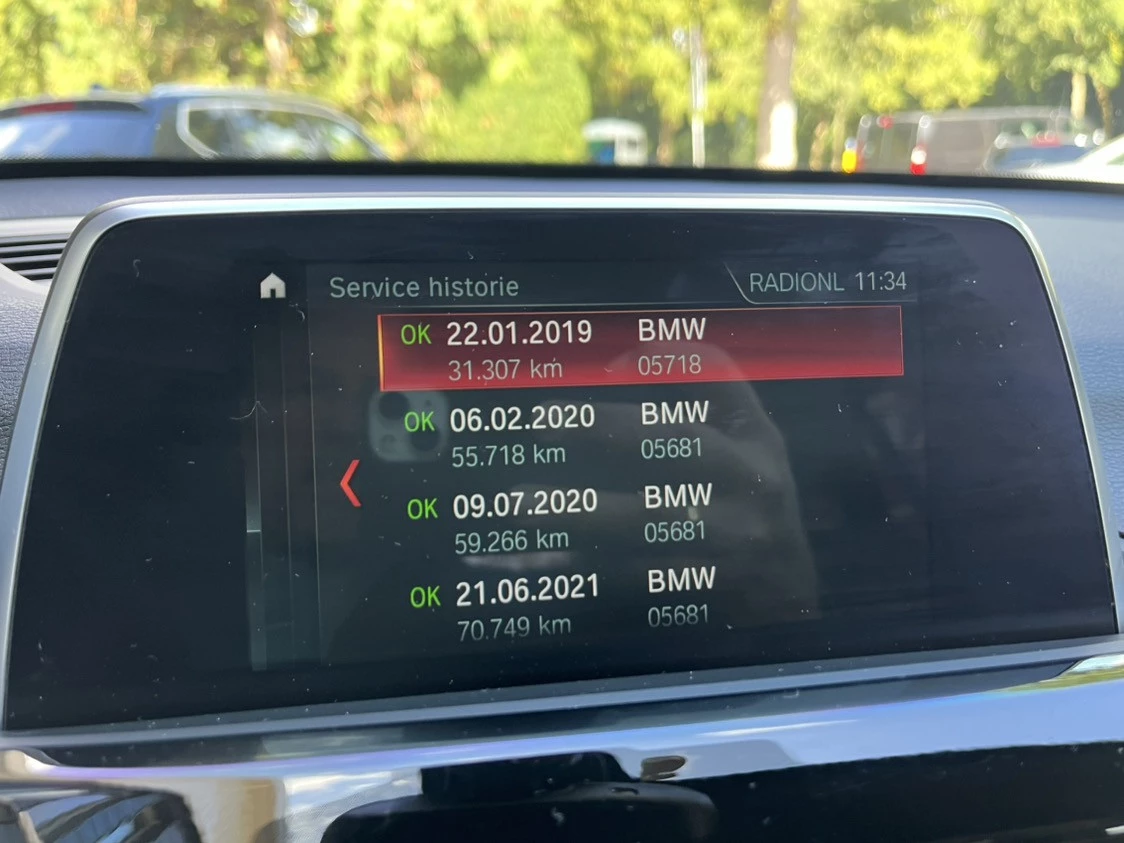 Service historie RADIONL 11:34
OK 22.01.2019 BMW
31.307 km 05718
OK 06.02.2020 BMW
55.718 km 05681
OK 09.07.2020 BMW
59.266 km 05681
OK 21.06.2021 BMW
70.749 km 05681